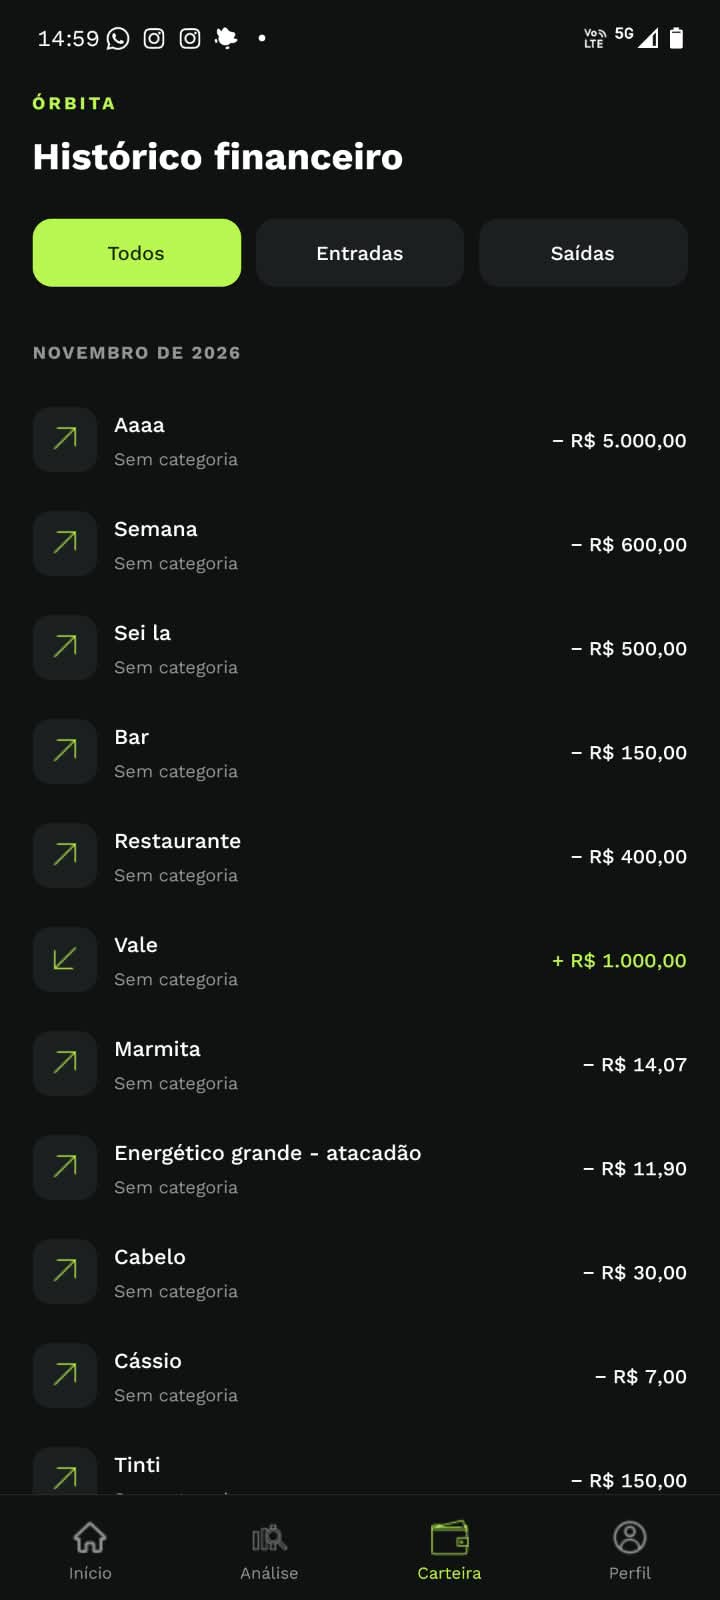 14:59
Vo LTE 5G
ÓRBITA
Histórico financeiro
Todos Entradas Saídas
NOVEMBRO DE 2026
Aaaa
Sem categoria
– R$ 5.000,00
Semana
Sem categoria
– R$ 600,00
Sei la
Sem categoria
– R$ 500,00
Bar
Sem categoria
– R$ 150,00
Restaurante
Sem categoria
– R$ 400,00
Vale
Sem categoria
+ R$ 1.000,00
Marmita
Sem categoria
– R$ 14,07
Energético grande - atacadão
Sem categoria
– R$ 11,90
Cabelo
Sem categoria
– R$ 30,00
Cássio
Sem categoria
– R$ 7,00
Tinti
– R$ 150,00
Início Análise Carteira Perfil